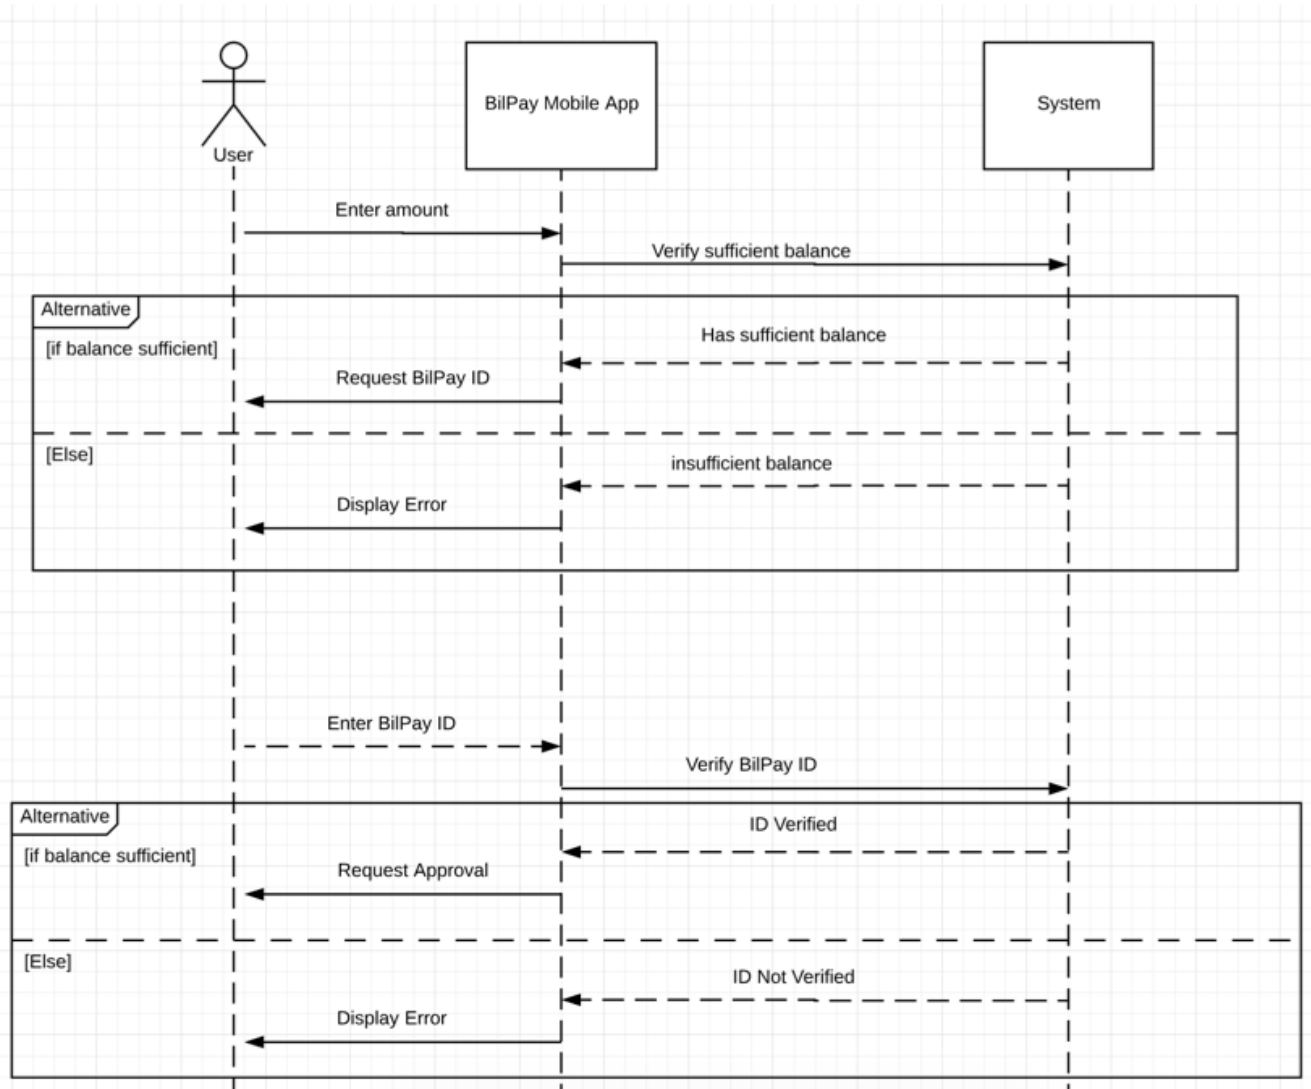 User
BilPay Mobile App
System
Enter amount
Verify sufficient balance
Alternative
[if balance sufficient]
Has sufficient balance
Request BilPay ID
[Else]
insufficient balance
Display Error
Enter BilPay ID
Verify BilPay ID
Alternative
ID Verified
[if balance sufficient]
Request Approval
[Else]
ID Not Verified
Display Error